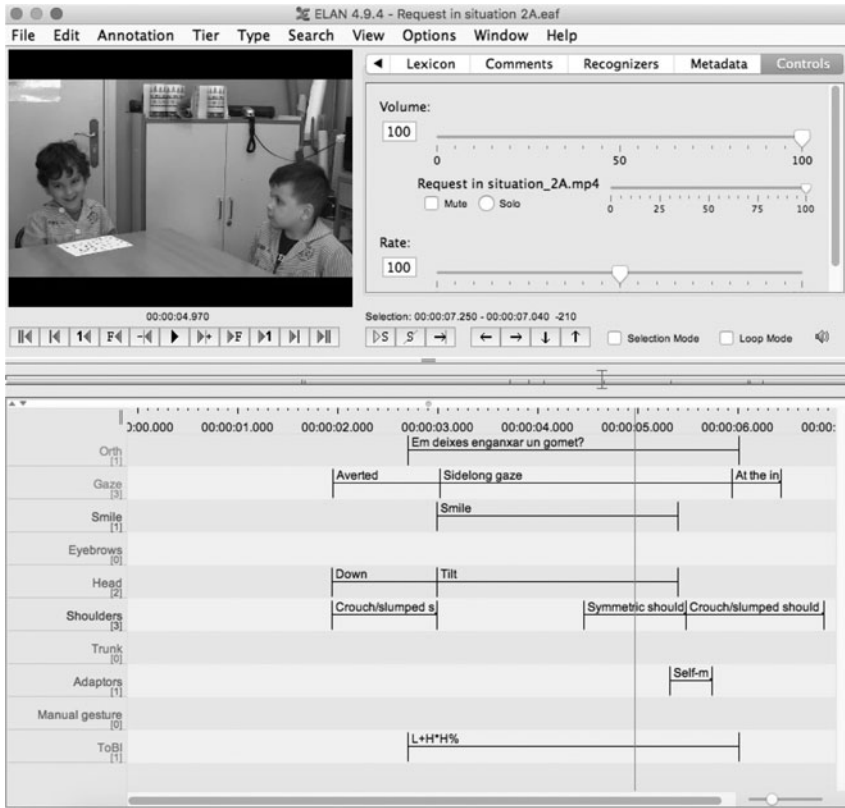 ELAN 4.9.4 - Request in situation 2A.eaf
File Edit Annotation Tier Type Search View Options Window Help
Lexicon Comments Recognizers Metadata Controls
Volume:
100
0 50 100
Request in situation_2A.mp4
Mute Solo
0 25 50 75 100
Rate:
100
00:00:04.970
Selection: 00:00:07.250 - 00:00:07.040 -210
1 F - + F 1
S S
Selection Mode Loop Mode
0:00.000 00:00:01.000 00:00:02.000 00:00:03.000 00:00:04.000 00:00:05.000 00:00:06.000 00:00:
Orth
[1]
Em deixes enganxar un gomet?
Gaze
[3]
Averted Sidelong gaze At the in
Smile
[1]
Smile
Eyebrows
[0]
Head
[2]
Down Tilt
Shoulders
[3]
Crouch/slumped s Symmetric should Crouch/slumped should
Trunk
[0]
Adaptors
[1]
Self-m
Manual gesture
[0]
ToBI
[1]
L+H*H%